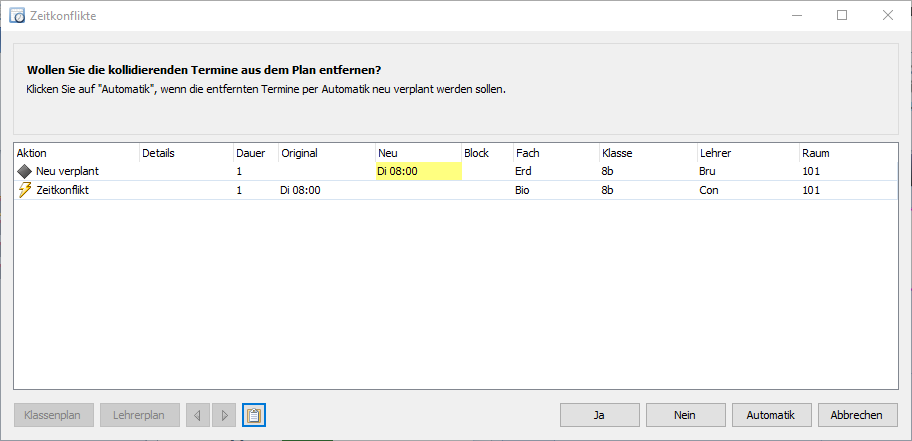 Zeitkonflikte
Wollen Sie die kollidierenden Termine aus dem Plan entfernen?
Klicken Sie auf "Automatik", wenn die entfernten Termine per Automatik neu verplant werden sollen.
Aktion Details Dauer Original Neu Block Fach Klasse Lehrer Raum
Neu verplant 1 Di 08:00 Erd 8b Bru 101
Zeitkonflikt 1 Di 08:00 Bio 8b Con 101
Klassenplan Lehrerplan Ja Nein Automatik Abbrechen